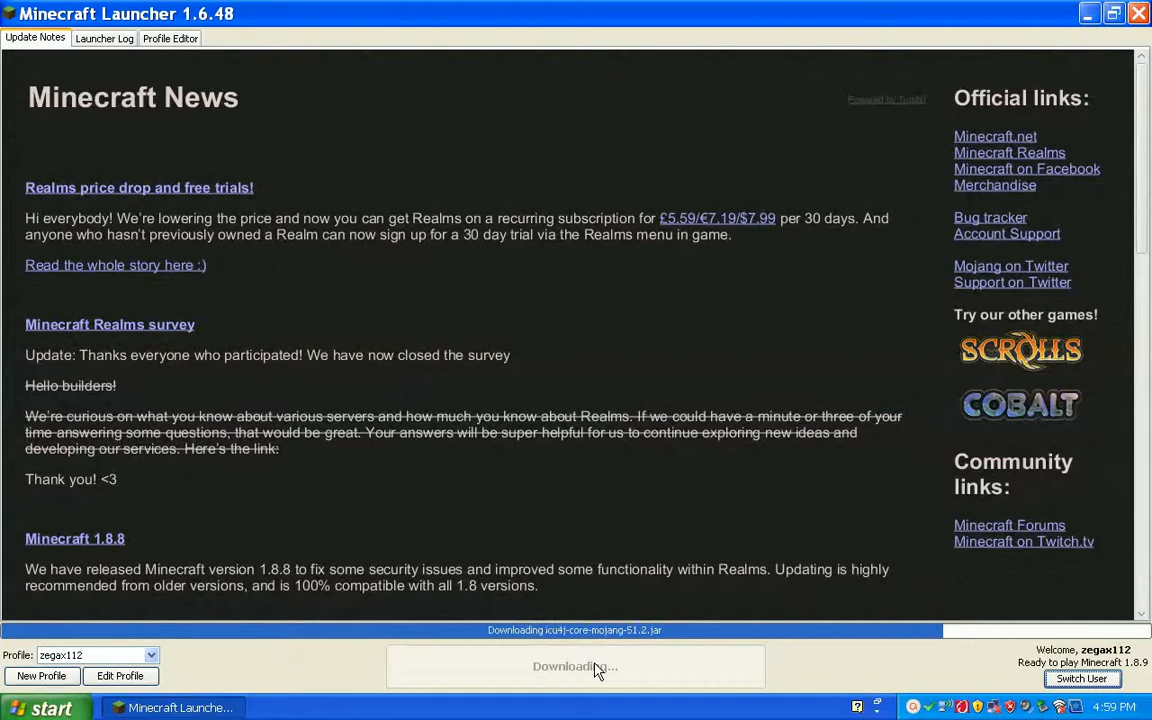 Minecraft Launcher 1.6.48
Update Notes
Launcher Log
Profile Editor
Minecraft News
Powered by Tumblr
Realms price drop and free trials!
Hi everybody! We're lowering the price and now you can get Realms on a recurring subscription for £5.59/€7.19/$7.99 per 30 days. And
anyone who hasn't previously owned a Realm can now sign up for a 30 day trial via the Realms menu in game.
Read the whole story here :)
Minecraft Realms survey
Update: Thanks everyone who participated! We have now closed the survey
Hello builders!
We're curious on what you know about various servers and how much you know about Realms. If we could have a minute or three of your
time answering some questions, that would be great. Your answers will be super helpful for us to continue exploring new ideas and
developing our services. Here's the link:
Thank you! <3
Minecraft 1.8.8
We have released Minecraft version 1.8.8 to fix some security issues and improved some functionality within Realms. Updating is highly
recommended from older versions, and is 100% compatible with all 1.8 versions.
Official links:
Minecraft.net
Minecraft Realms
Minecraft on Facebook
Merchandise
Bug tracker
Account Support
Mojang on Twitter
Support on Twitter
Try our other games!
SCROLLS
COBALT
Community
links:
Minecraft Forums
Minecraft on Twitch.tv
Downloading icu4j-core-mojang-51.2.jar
Profile: zegax112
New Profile
Edit Profile
Downloading...
Welcome, zegax112
Ready to play Minecraft 1.8.9
Switch User
start
Minecraft Launche...
4:59 PM